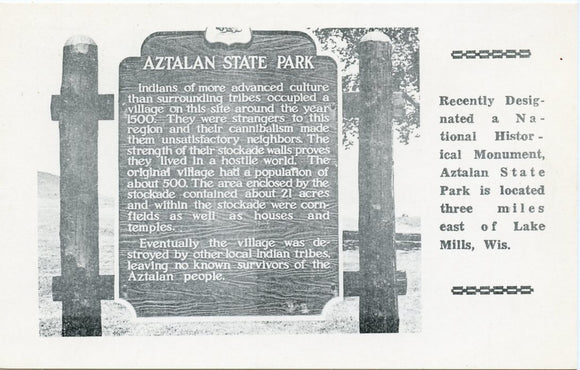 AZTALAN STATE PARK
Indians of more advanced culture
than surrounding tribes occupied a
village on this site around the year
1500. They were strangers to this
region and their cannibalism made
them unsatisfactory neighbors. The
strength of their stockade walls proves
they lived in a hostile world. The
original village had a population of
about 500. The area enclosed by the
stockade contained about 21 acres
and within the stockade were corn-
fields as well as houses and
temples.
Eventually the village was de-
stroyed by other local Indian tribes,
leaving no known survivors of the
Aztalan people.
Recently Desig-
nated a Na-
tional Histor-
ical Monument,
Aztalan State
Park is located
three miles
east of Lake
Mills, Wis.